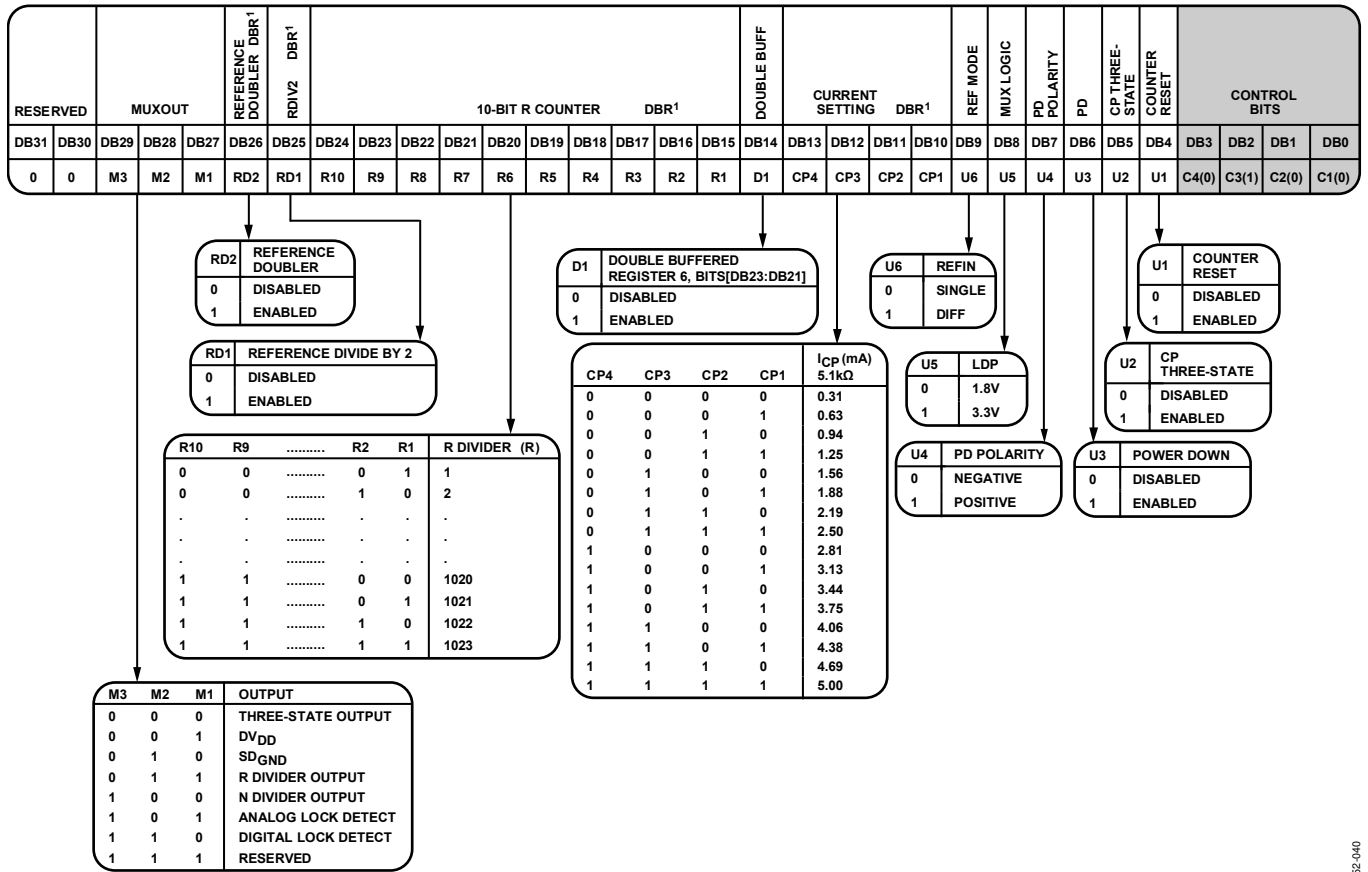 RESERVED MUXOUT REFERENCE DOUBLER DBR1 RDIV2 DBR1 10-BIT R COUNTER DBR1 DOUBLE BUFF CURRENT SETTING DBR1 REF MODE MUX LOGIC PD POLARITY PD CP THREE-STATE COUNTER RESET CONTROL BITS
DB31 DB30 DB29 DB28 DB27 DB26 DB25 DB24 DB23 DB22 DB21 DB20 DB19 DB18 DB17 DB16 DB15 DB14 DB13 DB12 DB11 DB10 DB9 DB8 DB7 DB6 DB5 DB4 DB3 DB2 DB1 DB0
0 0 M3 M2 M1 RD2 RD1 R10 R9 R8 R7 R6 R5 R4 R3 R2 R1 D1 CP4 CP3 CP2 CP1 U6 U5 U4 U3 U2 U1 C4(0) C3(1) C2(0) C1(0)
RD2 REFERENCE DOUBLER
0 DISABLED
1 ENABLED
RD1 REFERENCE DIVIDE BY 2
0 DISABLED
1 ENABLED
R10 R9 .......... R2 R1 R DIVIDER (R)
0 0 .......... 0 1 1
0 0 .......... 1 0 2
. . .......... . . .
. . .......... . . .
. . .......... . . .
1 1 .......... 0 0 1020
1 1 .......... 0 1 1021
1 1 .......... 1 0 1022
1 1 .......... 1 1 1023
M3 M2 M1 OUTPUT
0 0 0 THREE-STATE OUTPUT
0 0 1 DVDD
0 1 0 SDGND
0 1 1 R DIVIDER OUTPUT
1 0 0 N DIVIDER OUTPUT
1 0 1 ANALOG LOCK DETECT
1 1 0 DIGITAL LOCK DETECT
1 1 1 RESERVED
D1 DOUBLE BUFFERED
REGISTER 6, BITS[DB23:DB21]
0 DISABLED
1 ENABLED
CP4 CP3 CP2 CP1 ICP (mA) 5.1kΩ
0 0 0 0 0.31
0 0 0 1 0.63
0 0 1 0 0.94
0 0 1 1 1.25
0 1 0 0 1.56
0 1 0 1 1.88
0 1 1 0 2.19
0 1 1 1 2.50
1 0 0 0 2.81
1 0 0 1 3.13
1 0 1 0 3.44
1 0 1 1 3.75
1 1 0 0 4.06
1 1 0 1 4.38
1 1 1 0 4.69
1 1 1 1 5.00
U6 REFIN
0 SINGLE
1 DIFF
U5 LDP
0 1.8V
1 3.3V
U4 PD POLARITY
0 NEGATIVE
1 POSITIVE
U1 COUNTER RESET
0 DISABLED
1 ENABLED
U2 CP THREE-STATE
0 DISABLED
1 ENABLED
U3 POWER DOWN
0 DISABLED
1 ENABLED